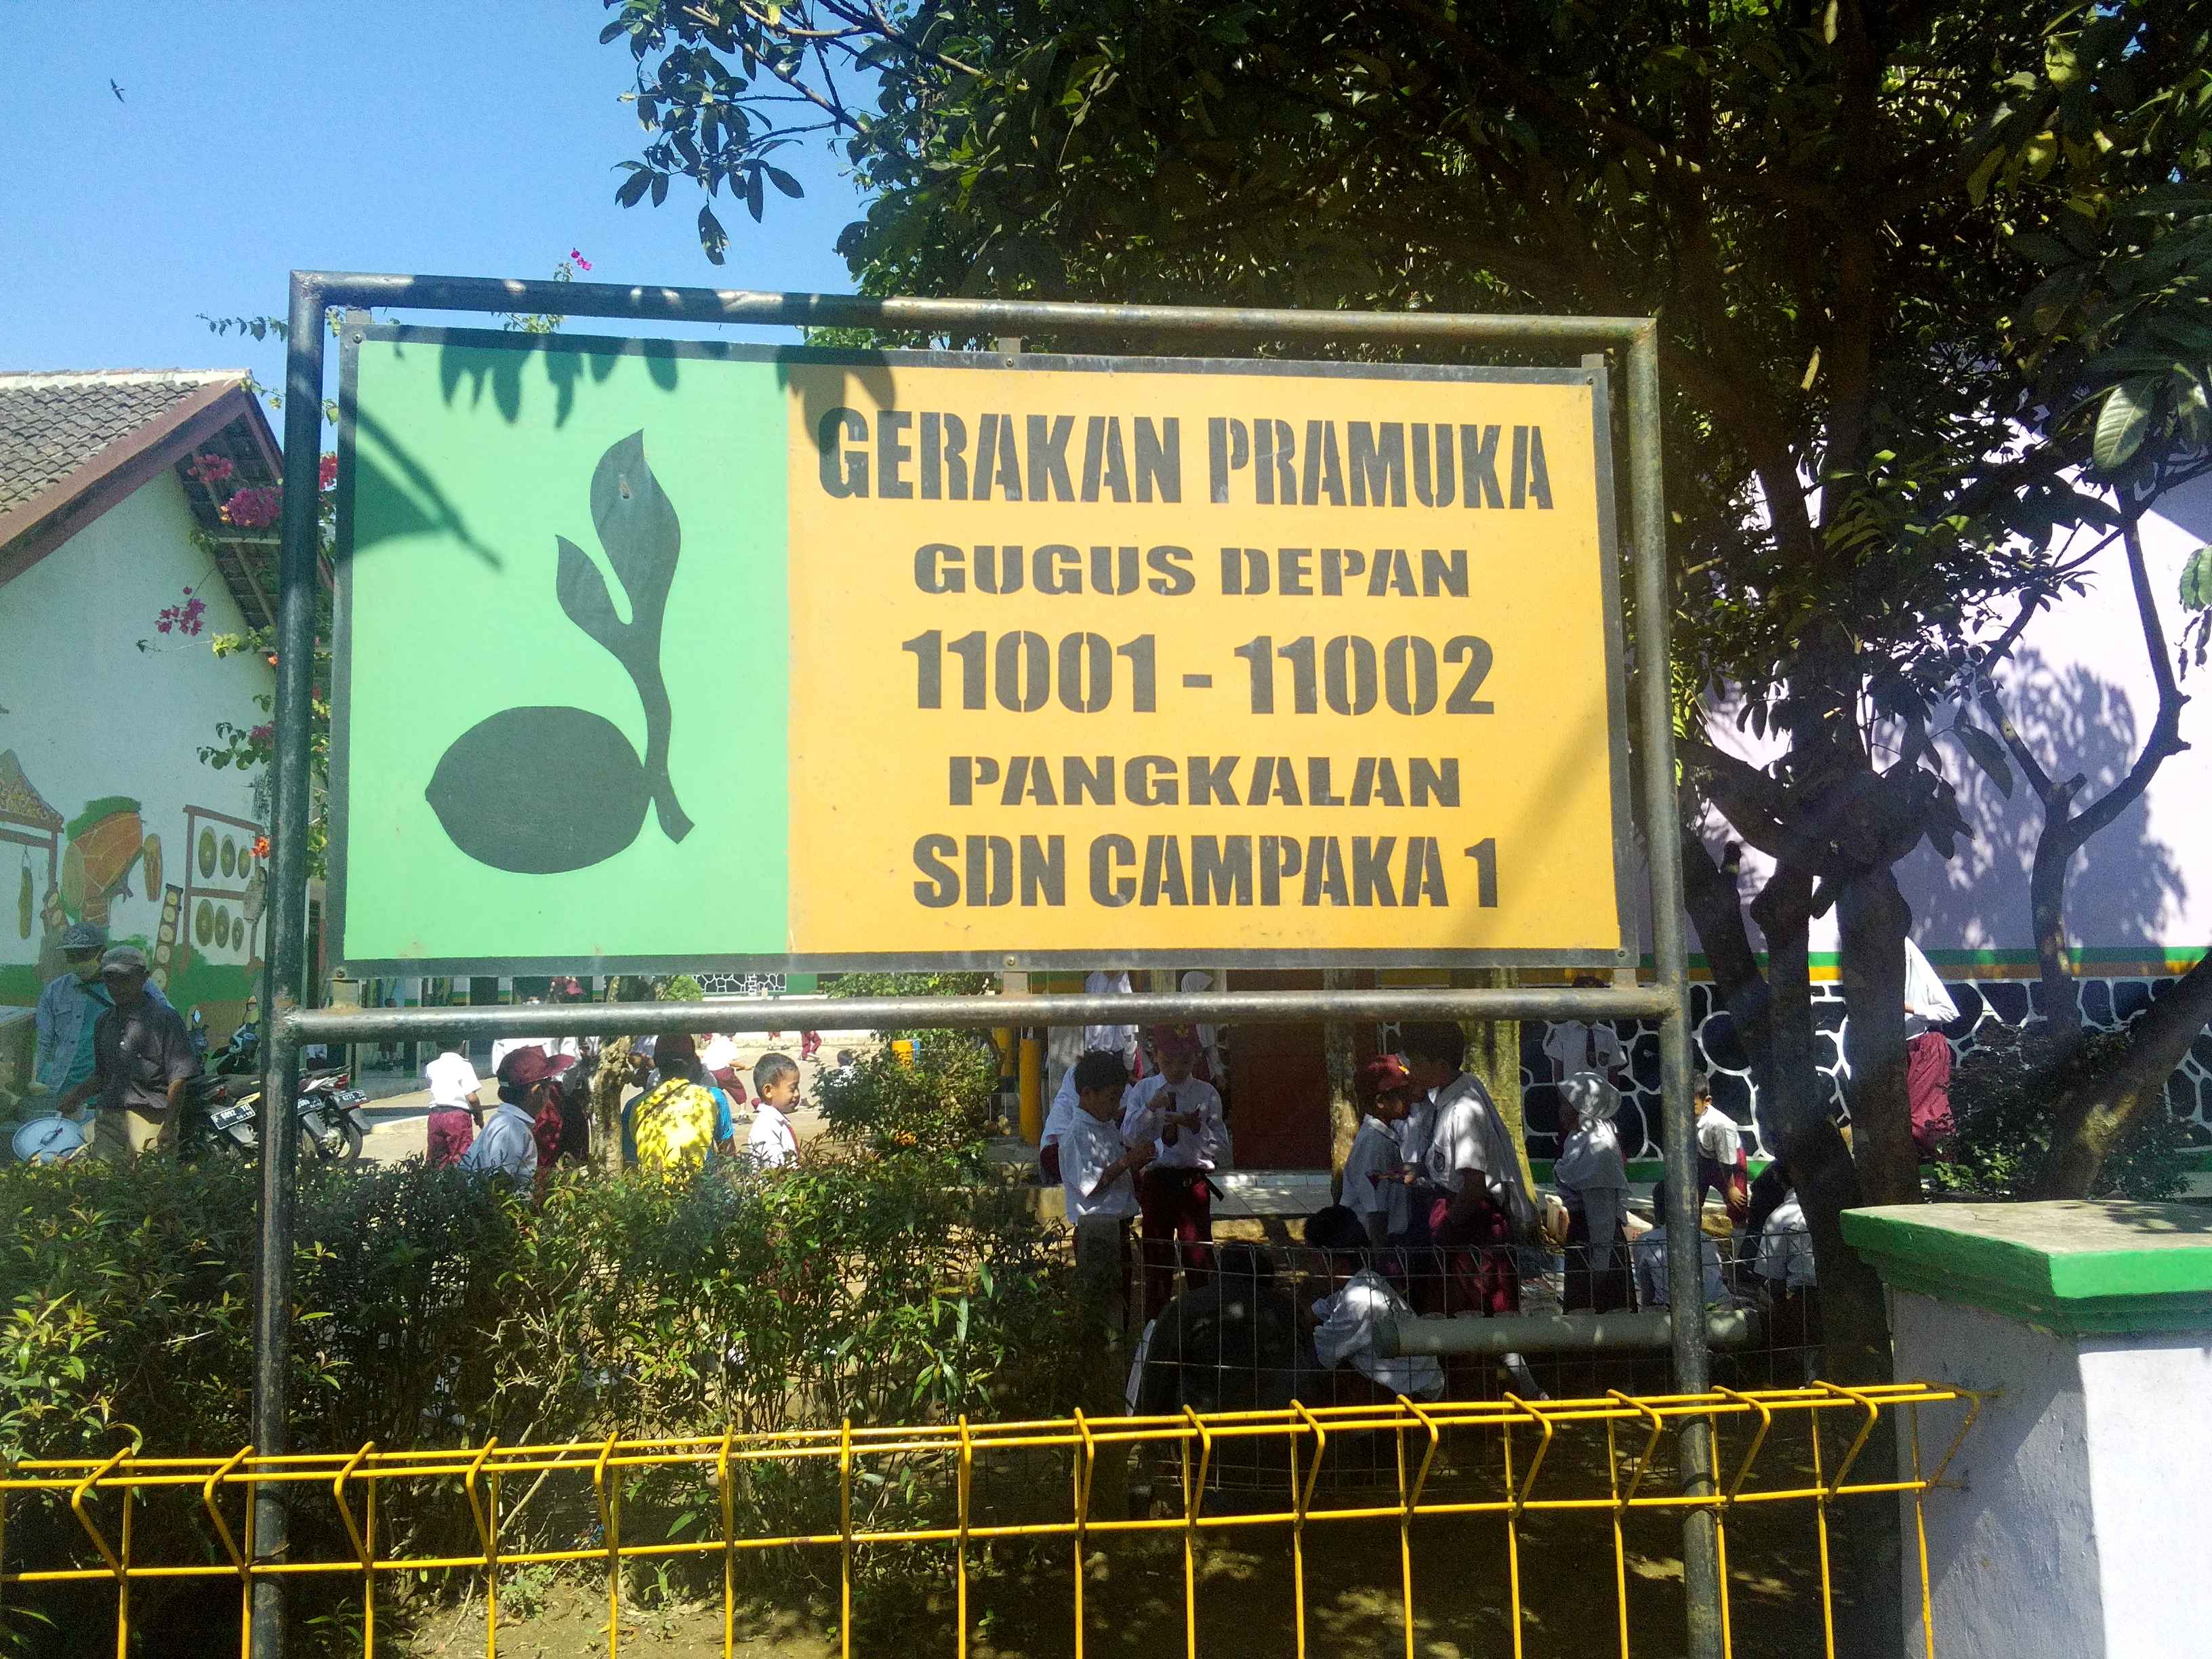 GERAKAN PRAMUKA
GUGUS DEPAN
11001 - 11002
PANGKALAN
SDN CAMPAKA 1